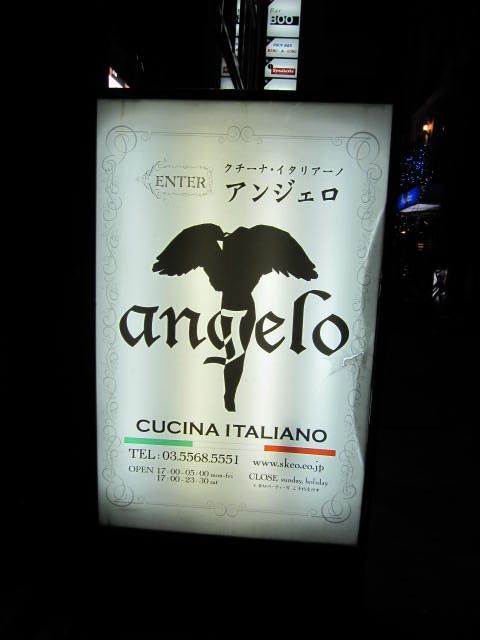 Bar
BOO
クチーナ・イタリアーノ
ENTER
アンジェロ
angelo
CUCINA ITALIANO
TEL : 03.5568.5551
www.skco.co.jp
OPEN 17:00-05:00 mon-fri
17:00-23:30 sat
CLOSE sunday, holiday